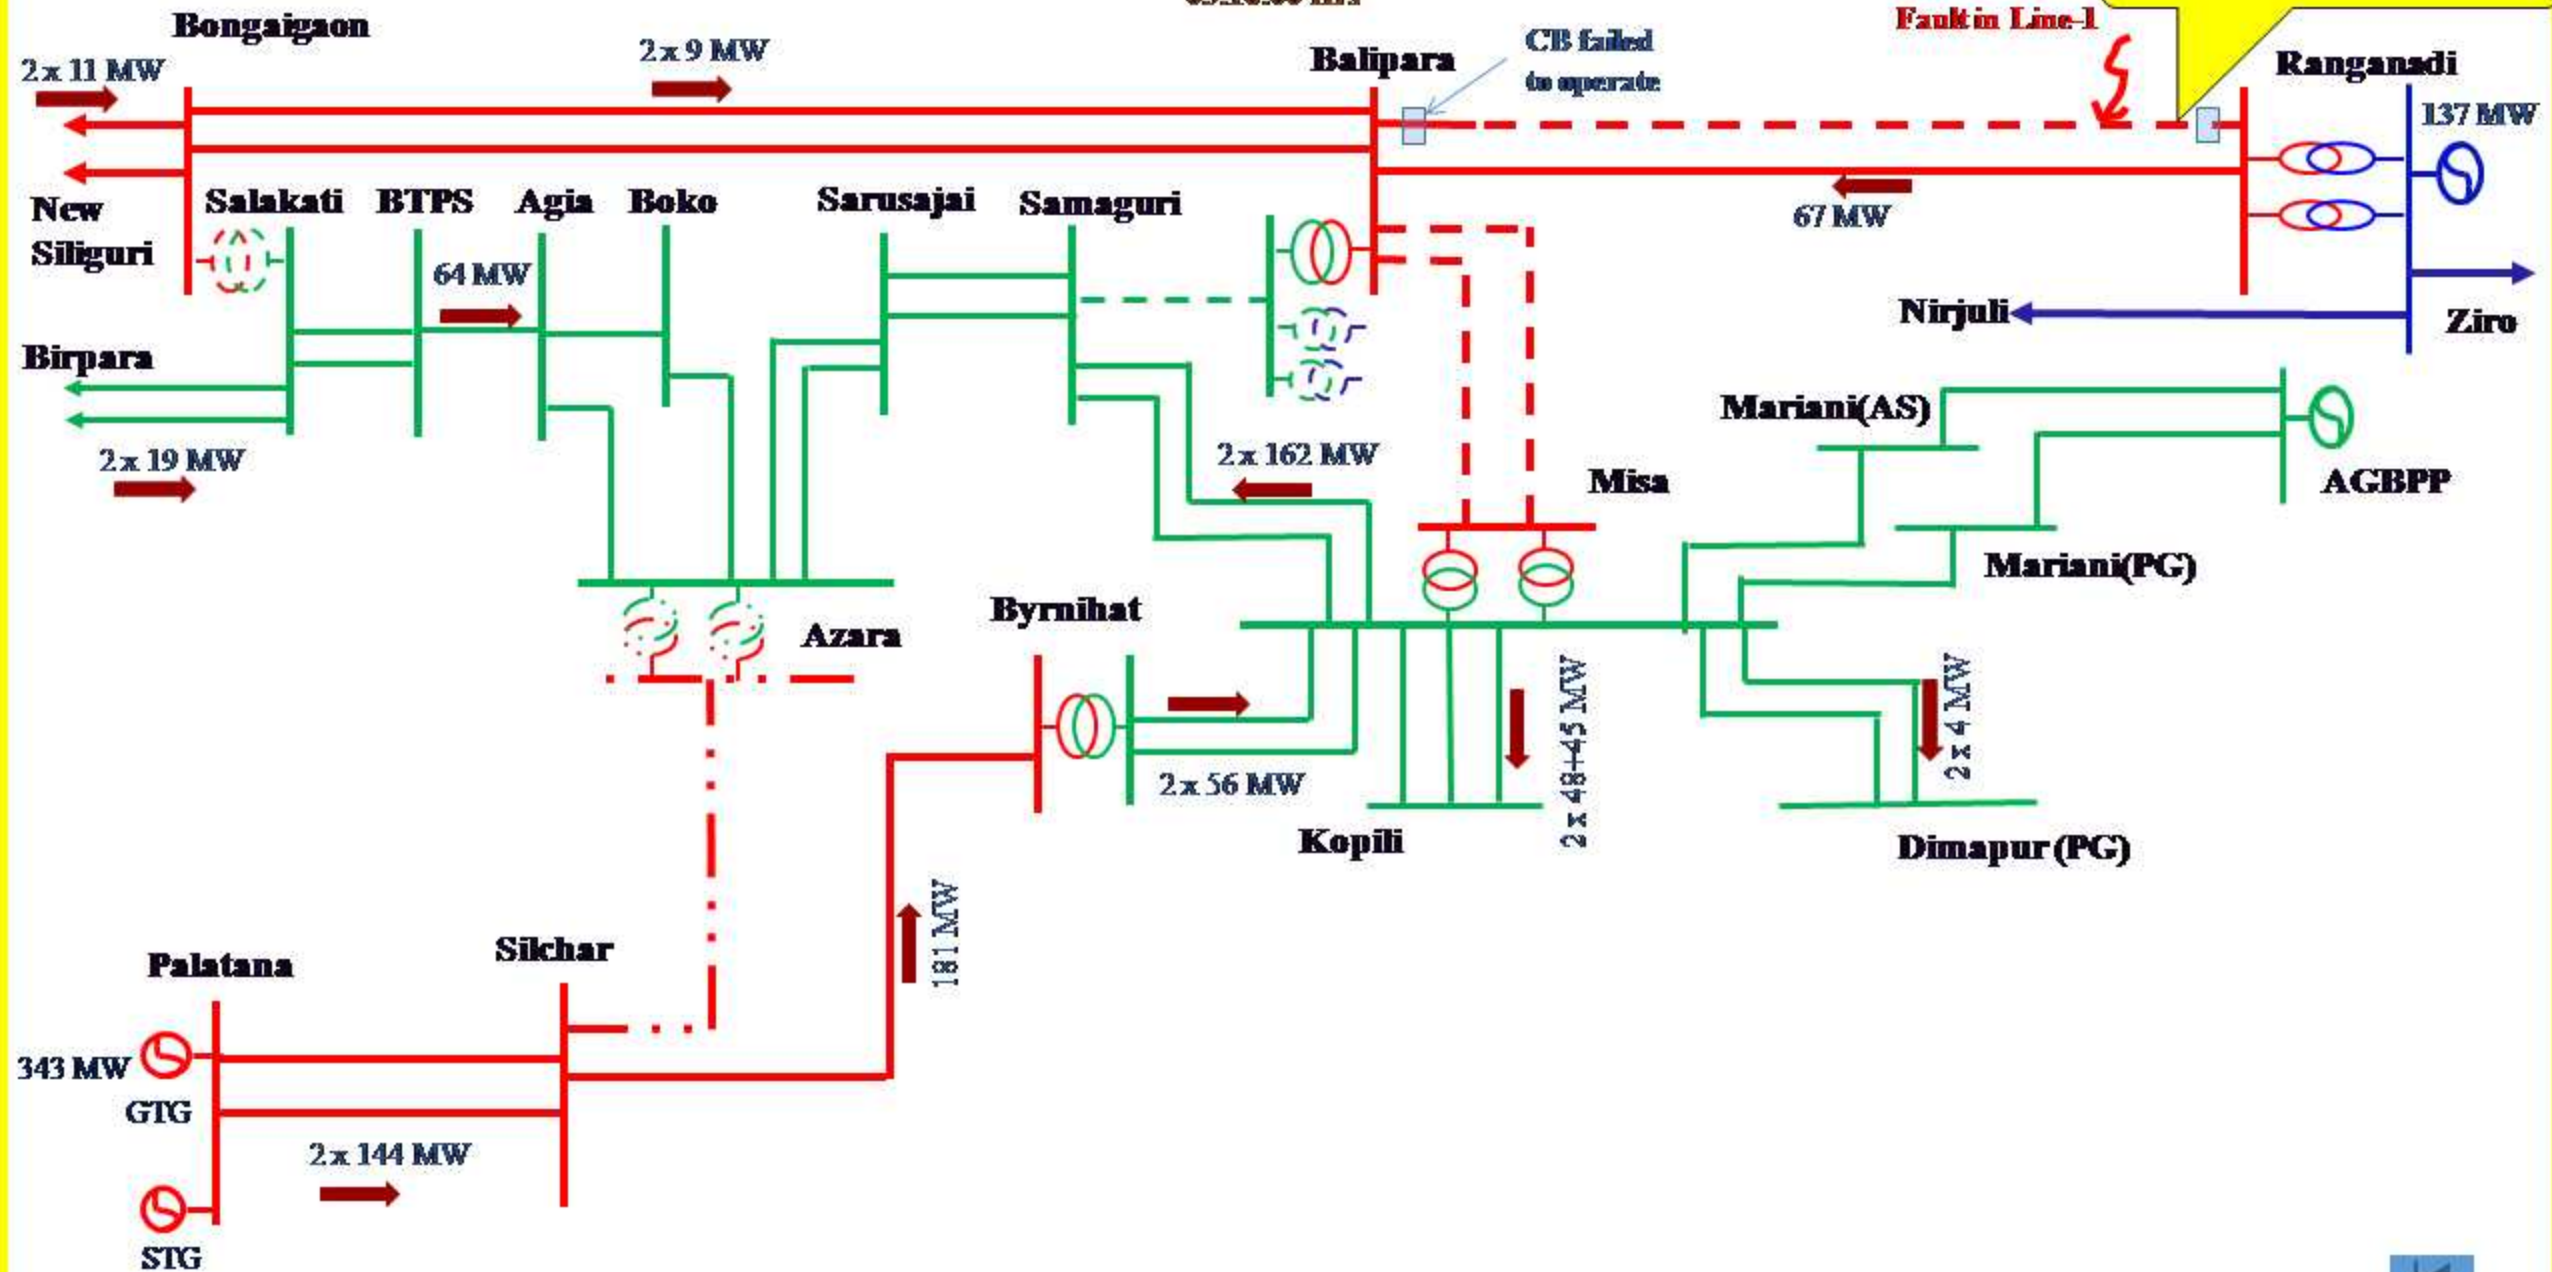 Bongaigaon
2 x 11 MW
2 x 9 MW
Balipara
CB failed
to operate
Fault in Line-1
Ranganadi
137 MW
New
Siliguri
Salakati
BTPS
Agia
Boko
Sarusajai
Samaguri
67 MW
64 MW
Nirjuli
Ziro
Birpara
2 x 19 MW
2 x 162 MW
Misa
Mariani(AS)
AGBPP
Mariani(PG)
Azara
Byrnihat
2 x 56 MW
2 x 48+45 MW
2 x 4 MW
Kopili
Dimapur (PG)
181 MW
Silchar
Palatana
343 MW
GTG
2 x 144 MW
STG